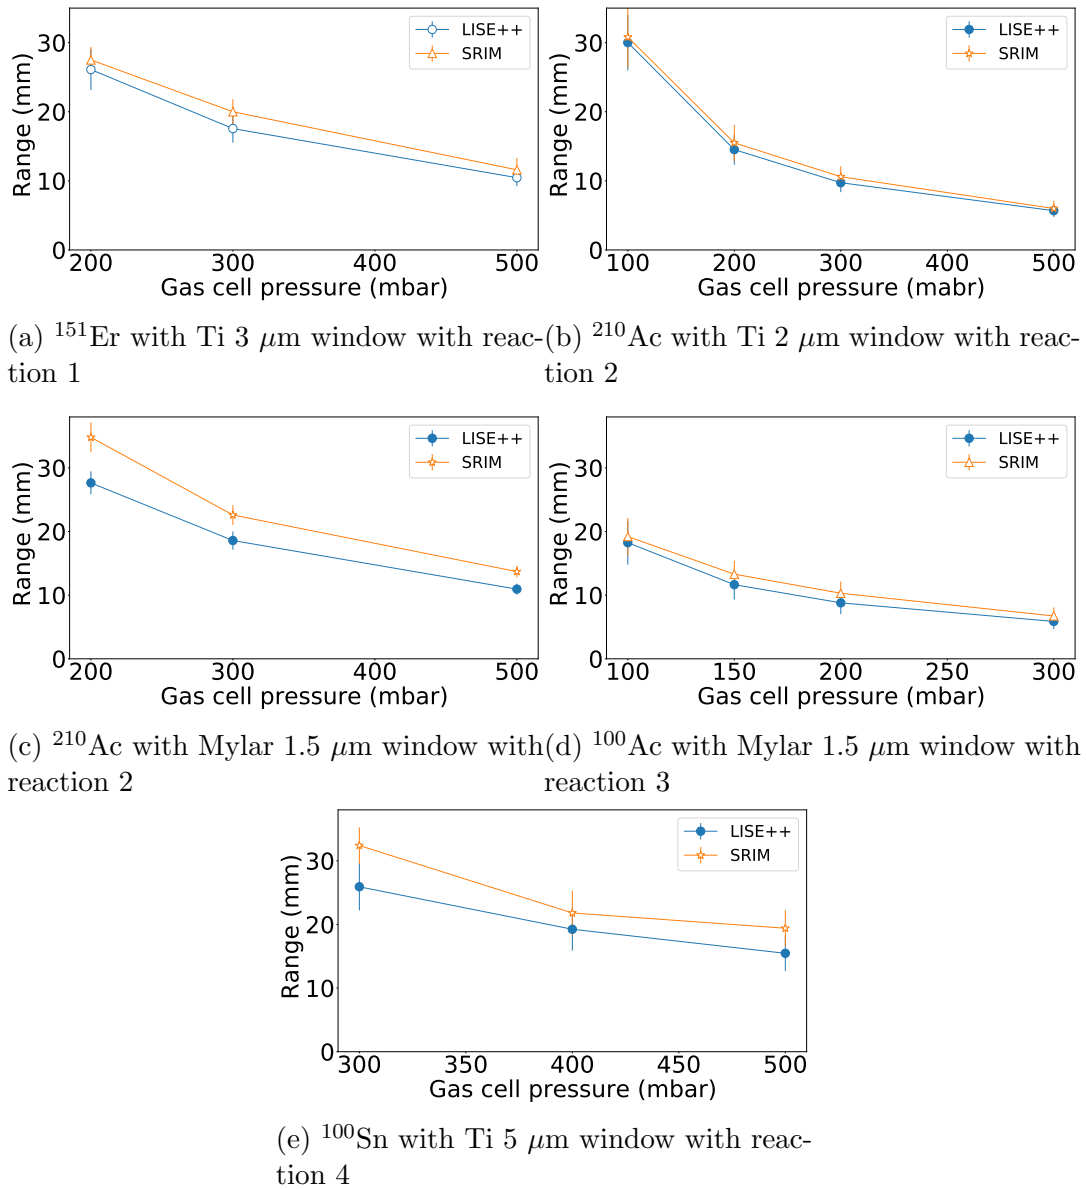 30
20
10
0
Range (mm)
LISE++
SRIM
200 300 400 500
Gas cell pressure (mbar)
(a) ¹⁵¹Er with Ti 3 μm window with reac-
tion 1
30
20
10
0
Range (mm)
LISE++
SRIM
100 200 300 400 500
Gas cell pressure (mabr)
(b) ²¹⁰Ac with Ti 2 μm window with reac-
tion 2
30
20
10
0
Range (mm)
LISE++
SRIM
200 300 400 500
Gas cell pressure (mbar)
(c) ²¹⁰Ac with Mylar 1.5 μm window with
reaction 2
30
20
10
0
Range (mm)
LISE++
SRIM
100 150 200 250 300
Gas cell pressure (mbar)
(d) ¹⁰⁰Ac with Mylar 1.5 μm window with
reaction 3
30
20
10
0
Range (mm)
LISE++
SRIM
300 350 400 450 500
Gas cell pressure (mbar)
(e) ¹⁰⁰Sn with Ti 5 μm window with reac-
tion 4